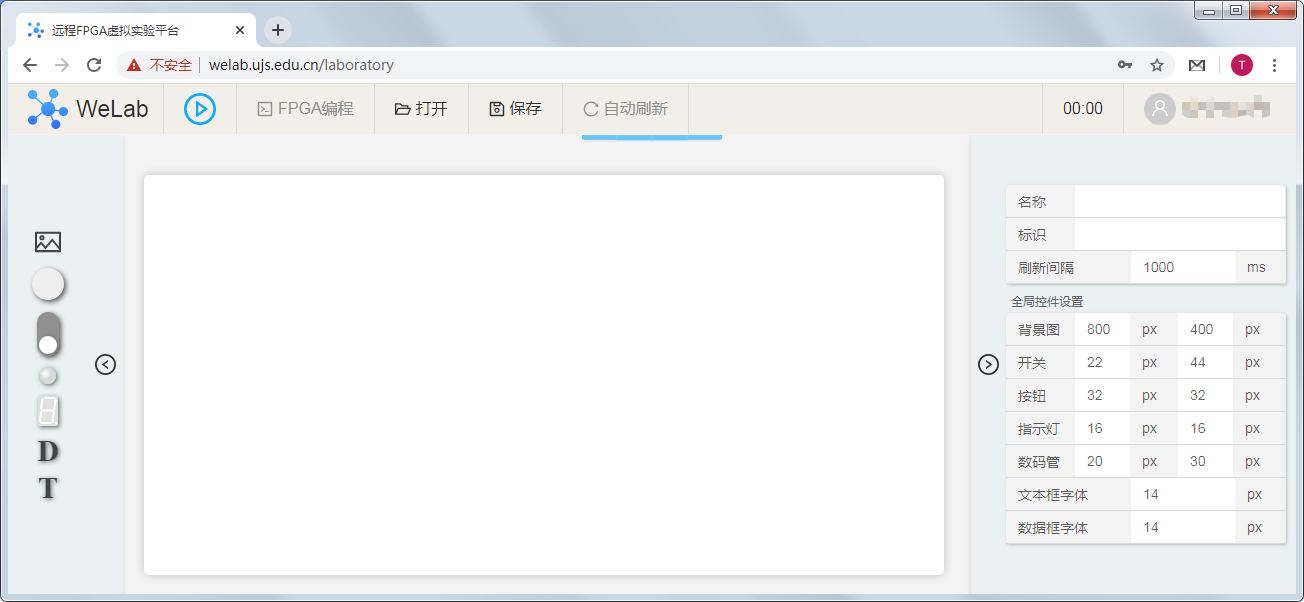 远程FPGA虚拟实验平台
T
不安全 welab.ujs.edu.cn/laboratory
WeLab FPGA编程 打开 保存 自动刷新 00:00
名称
标识
刷新间隔 1000 ms
全局控件设置
背景图 800 px 400 px
开关 22 px 44 px
按钮 32 px 32 px
指示灯 16 px 16 px
数码管 20 px 30 px
文本框字体 14 px
数据框字体 14 px
D
T